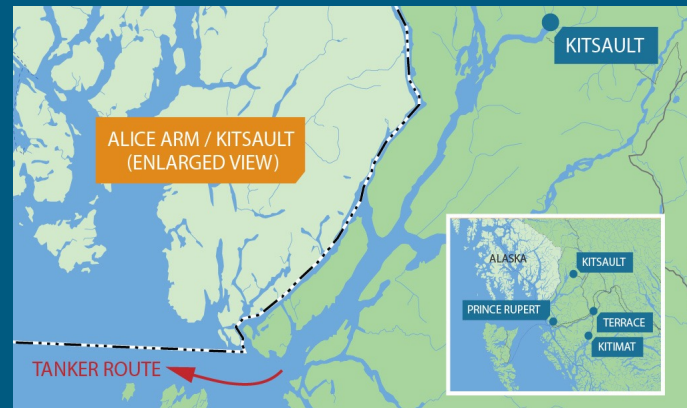 KITSAULT
ALICE ARM / KITSAULT
(ENLARGED VIEW)
ALASKA
KITSAULT
PRINCE RUPERT
TERRACE
KITIMAT
TANKER ROUTE